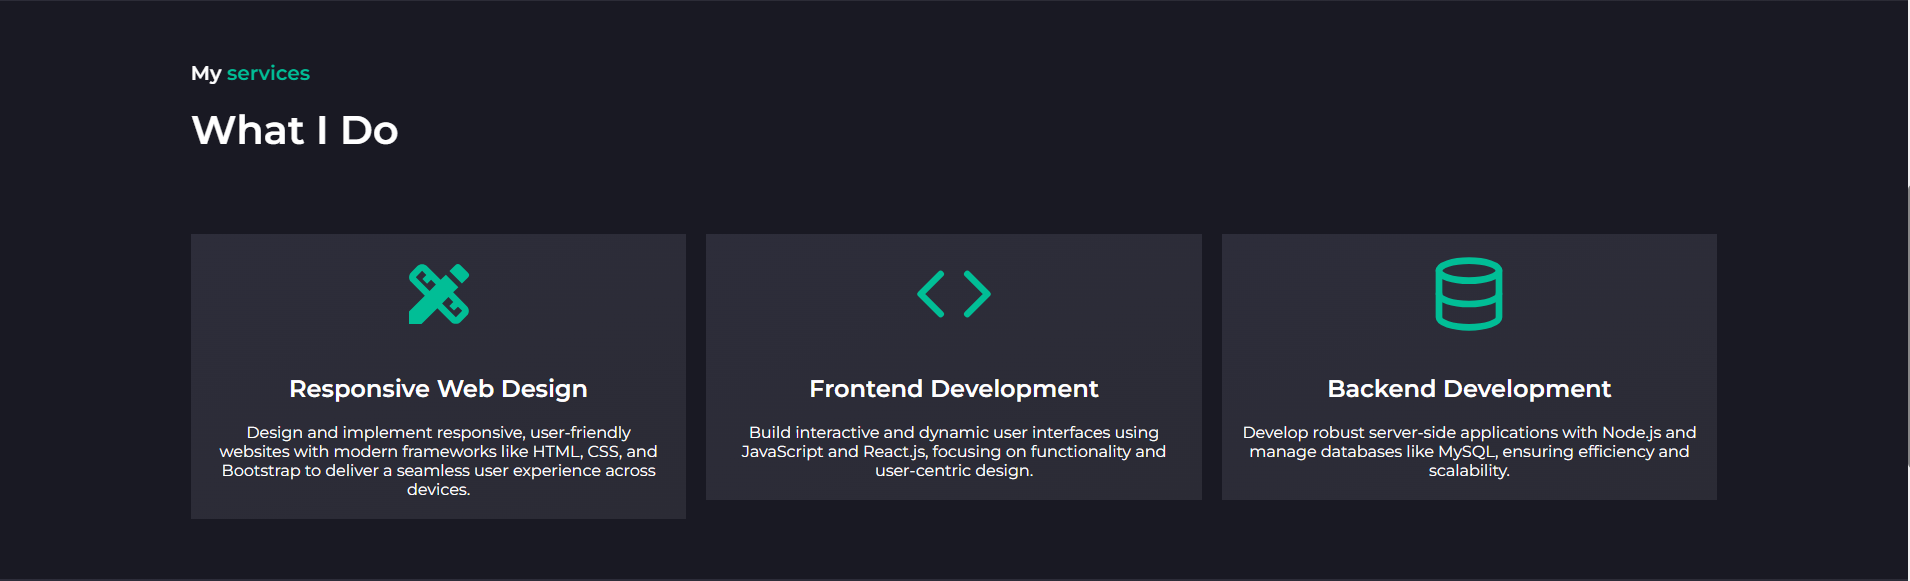 My services
What I Do
Responsive Web Design
Design and implement responsive, user-friendly
websites with modern frameworks like HTML, CSS, and
Bootstrap to deliver a seamless user experience across
devices.
Frontend Development
Build interactive and dynamic user interfaces using
JavaScript and React.js, focusing on functionality and
user-centric design.
Backend Development
Develop robust server-side applications with Node.js and
manage databases like MySQL, ensuring efficiency and
scalability.